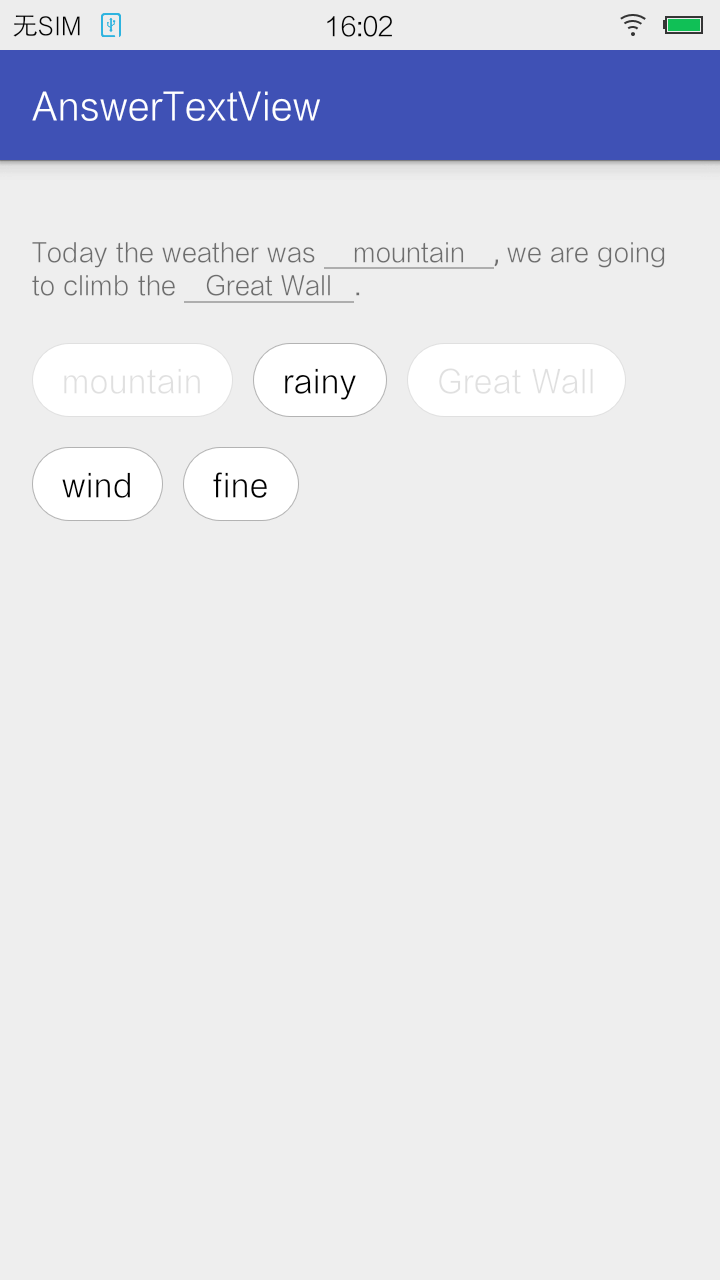 无SIM 16:02
AnswerTextView
Today the weather was mountain, we are going
to climb the Great Wall.
mountain rainy Great Wall
wind fine